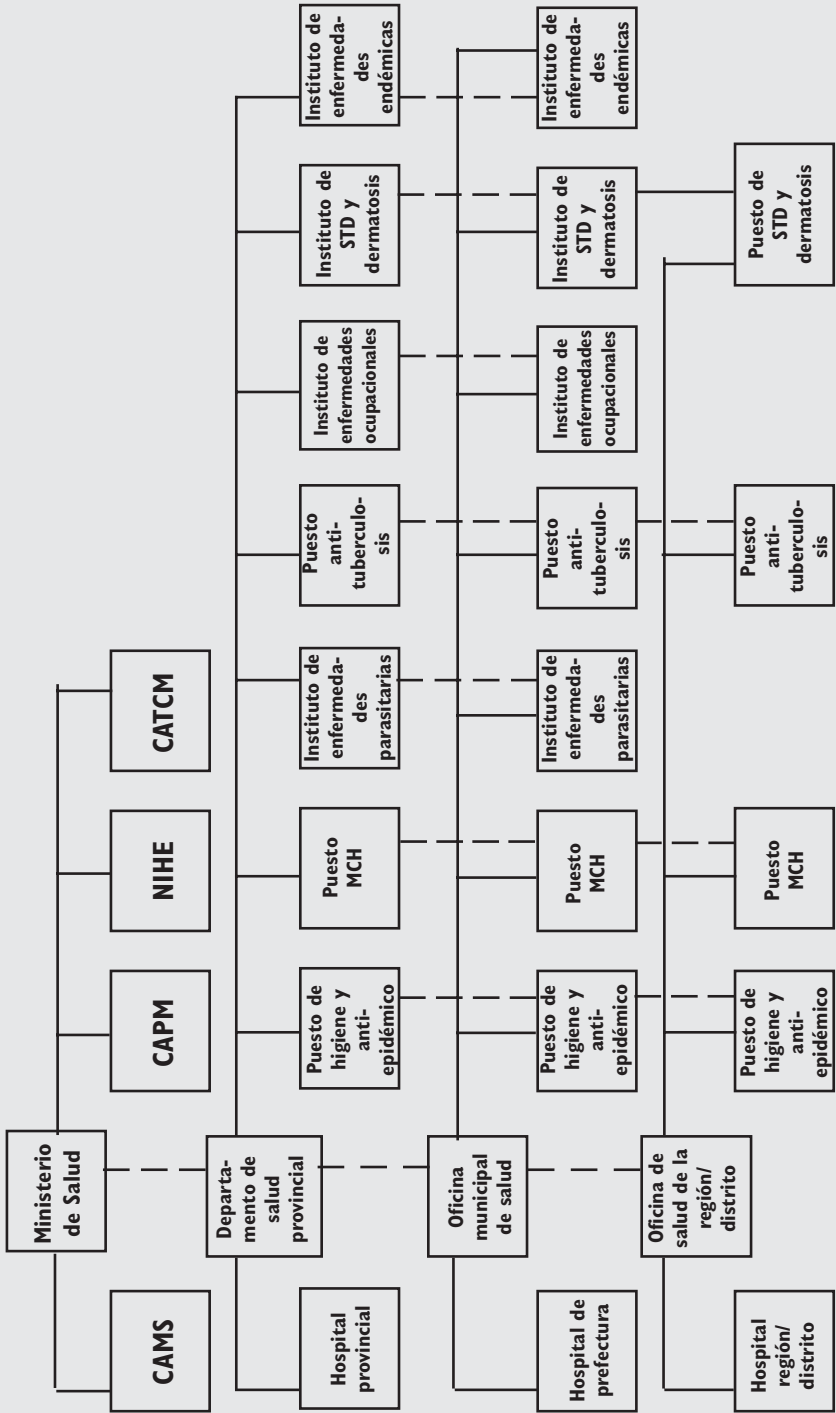 Ministerio
de Salud
CAMS
CAPM
NIHE
CATCM
Departa-
mento de
salud
provincial
Hospital
provincial
Puesto de
higiene y
anti-
epidémico
Puesto
MCH
Instituto de
enfermeda-
des
parasitarias
Puesto
anti-
tuberculo-
sis
Instituto de
enfermedades
ocupacionales
Instituto de
STD y
dermatosis
Instituto de
enfermeda-
des
endémicas
Oficina
municipal
de salud
Hospital de
prefectura
Puesto de
higiene y
anti-
epidémico
Puesto
MCH
Instituto de
enfermeda-
des
parasitarias
Puesto
anti-
tuberculo-
sis
Instituto de
enfermedades
ocupacionales
Instituto de
STD y
dermatosis
Instituto de
enfermeda-
des
endémicas
Oficina de
salud de la
región/
distrito
Hospital
región/
distrito
Puesto de
higiene y
anti-
epidémico
Puesto
MCH
Puesto
anti-
tuberculo-
sis
Puesto de
STD y
dermatosis